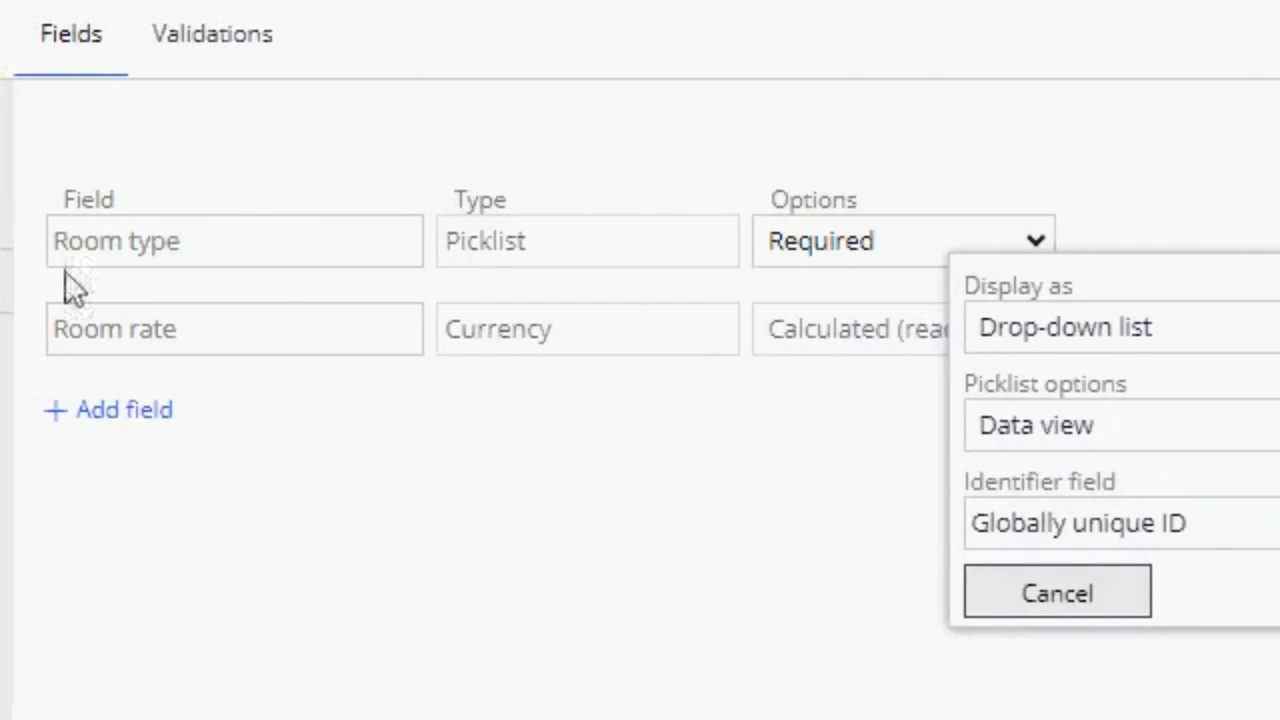 Fields Validations
Field Type Options
Room type Picklist Required
Display as
Room rate Currency Calculated Drop-down list
Picklist options
+ Add field
Data view
Identifier field
Globally unique ID
Cancel